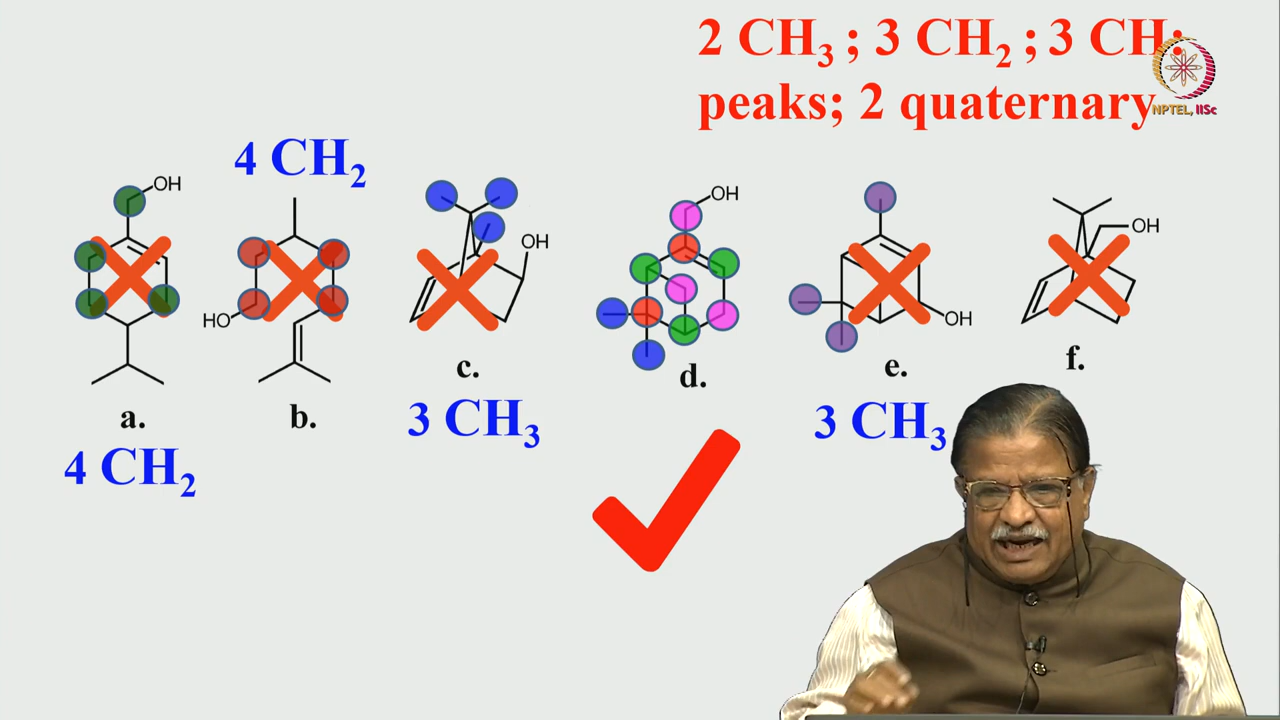 2 CH3 ; 3 CH2 ; 3 CH;
peaks; 2 quaternary
NPTEL, IISc
4 CH2
OH
HO
OH
OH
OH
OH
a.
b.
c.
d.
e.
f.
4 CH2
3 CH3
3 CH3